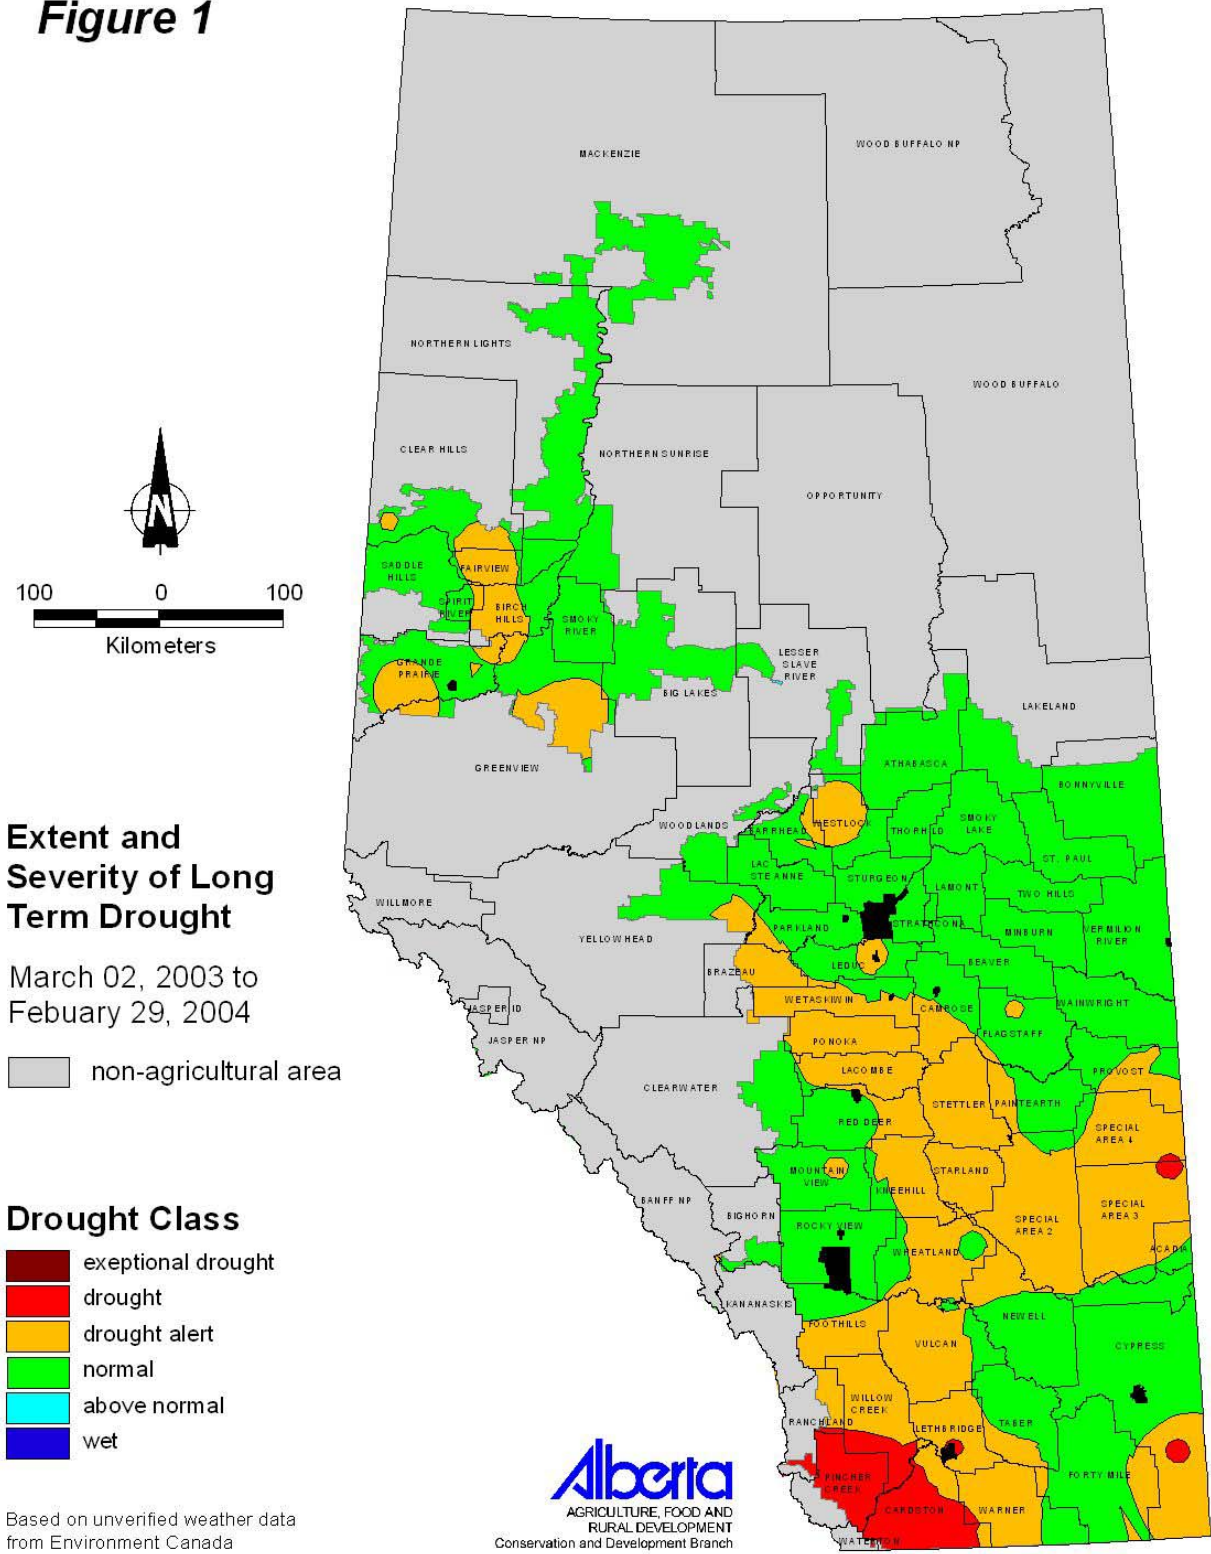 Figure 1
MACKENZIE
WOOD BUFFALO NP
NORTHERN LIGHTS
WOOD BUFFALO
CLEAR HILLS
NORTHERN SUNRISE
OPPORTUNITY
N
SADDLE
HILLS
FAIRVIEW
SPIRIT
RIVER
BIRCH
HILLS
SMOKY
RIVER
100 0 100
Kilometers
GRANDE
PRAIRIE
LESSER
SLAVE
RIVER
BIG LAKES
LAKELAND
GREENVIEW
ATHABASCA
BONNYVILLE
WOODLANDS
BARRHEAD
WESTLOCK
THORHILD
SMOKY
LAKE
ST. PAUL
LAC
STE ANNE
STURGEON
LAMONT
TWO HILLS
Extent and
Severity of Long
Term Drought
WILLMORE
YELLOWHEAD
PARKLAND
STRATHCONA
MINBURN
VERMILION
RIVER
March 02, 2003 to
Febuary 29, 2004
BRAZEAU
LEDUC
BEAVER
JASPER ID
WETASKIWIN
CAMROSE
WAINWRIGHT
JASPER NP
PONOKA
FLAGSTAFF
non-agricultural area
CLEARWATER
LACOMBE
PROVOST
STETTLER
PAINTEARTH
RED DEER
SPECIAL
AREA 4
MOUNTAIN
VIEW
STARLAND
KNEEHILL
BANFF NP
BIGHORN
ROCKY VIEW
SPECIAL
AREA 2
SPECIAL
AREA 3
WHEATLAND
ACADIA
Drought Class
exeptional drought
drought
drought alert
normal
above normal
wet
KANANASKIS
FOOTHILLS
NEWELL
VULCAN
CYPRESS
WILLOW
CREEK
RANCHLAND
LETHBRIDGE
TABER
PINCHER
CREEK
FORTY MILE
CARDSTON
WARNER
WATERTON
Alberta
AGRICULTURE, FOOD AND
RURAL DEVELOPMENT
Conservation and Development Branch
Based on unverified weather data
from Environment Canada